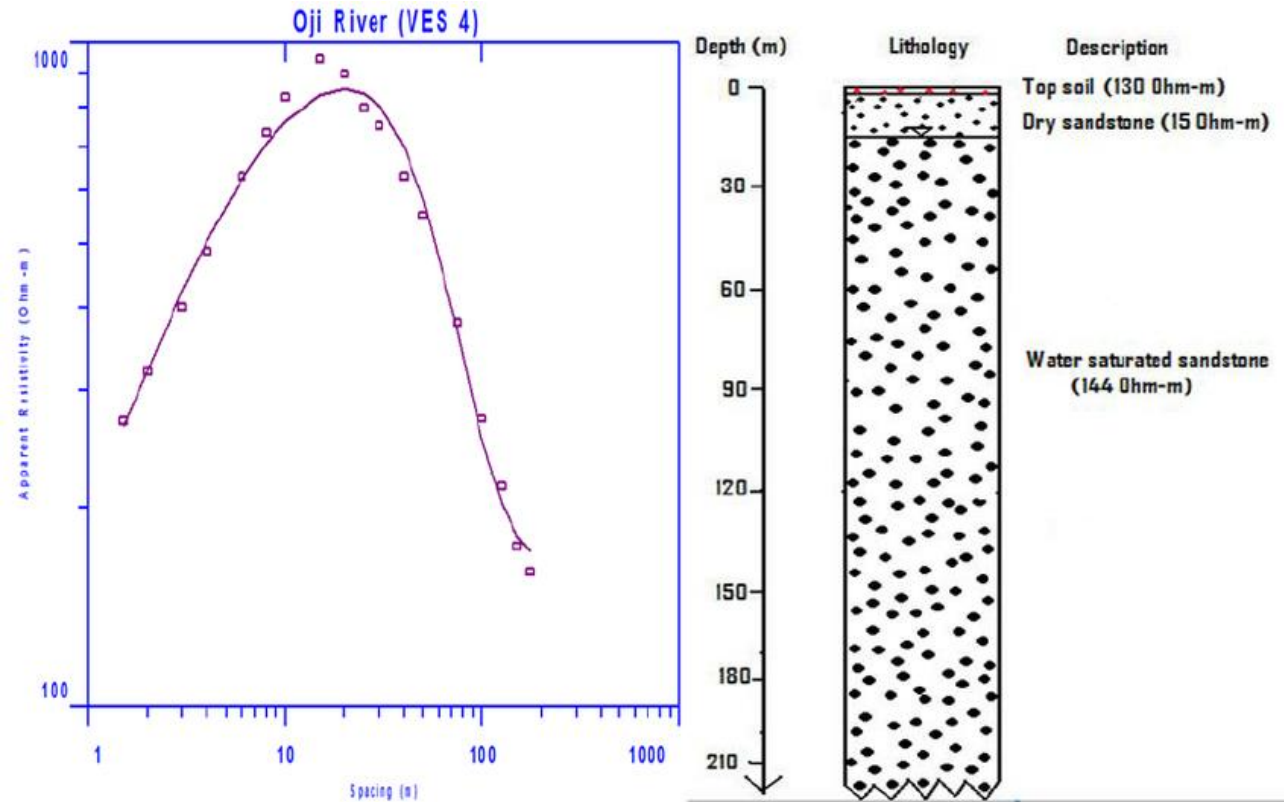 Oji River (VES 4)
1000
100
Apparent Resistivity (Ohm-m)
1
10
100
1000
Spacing (m)
Depth (m)
Lithology
Description
0
30
60
90
120
150
180
210
Top soil (130 Ohm-m)
Dry sandstone (15 Ohm-m)
Water saturated sandstone
(144 Ohm-m)